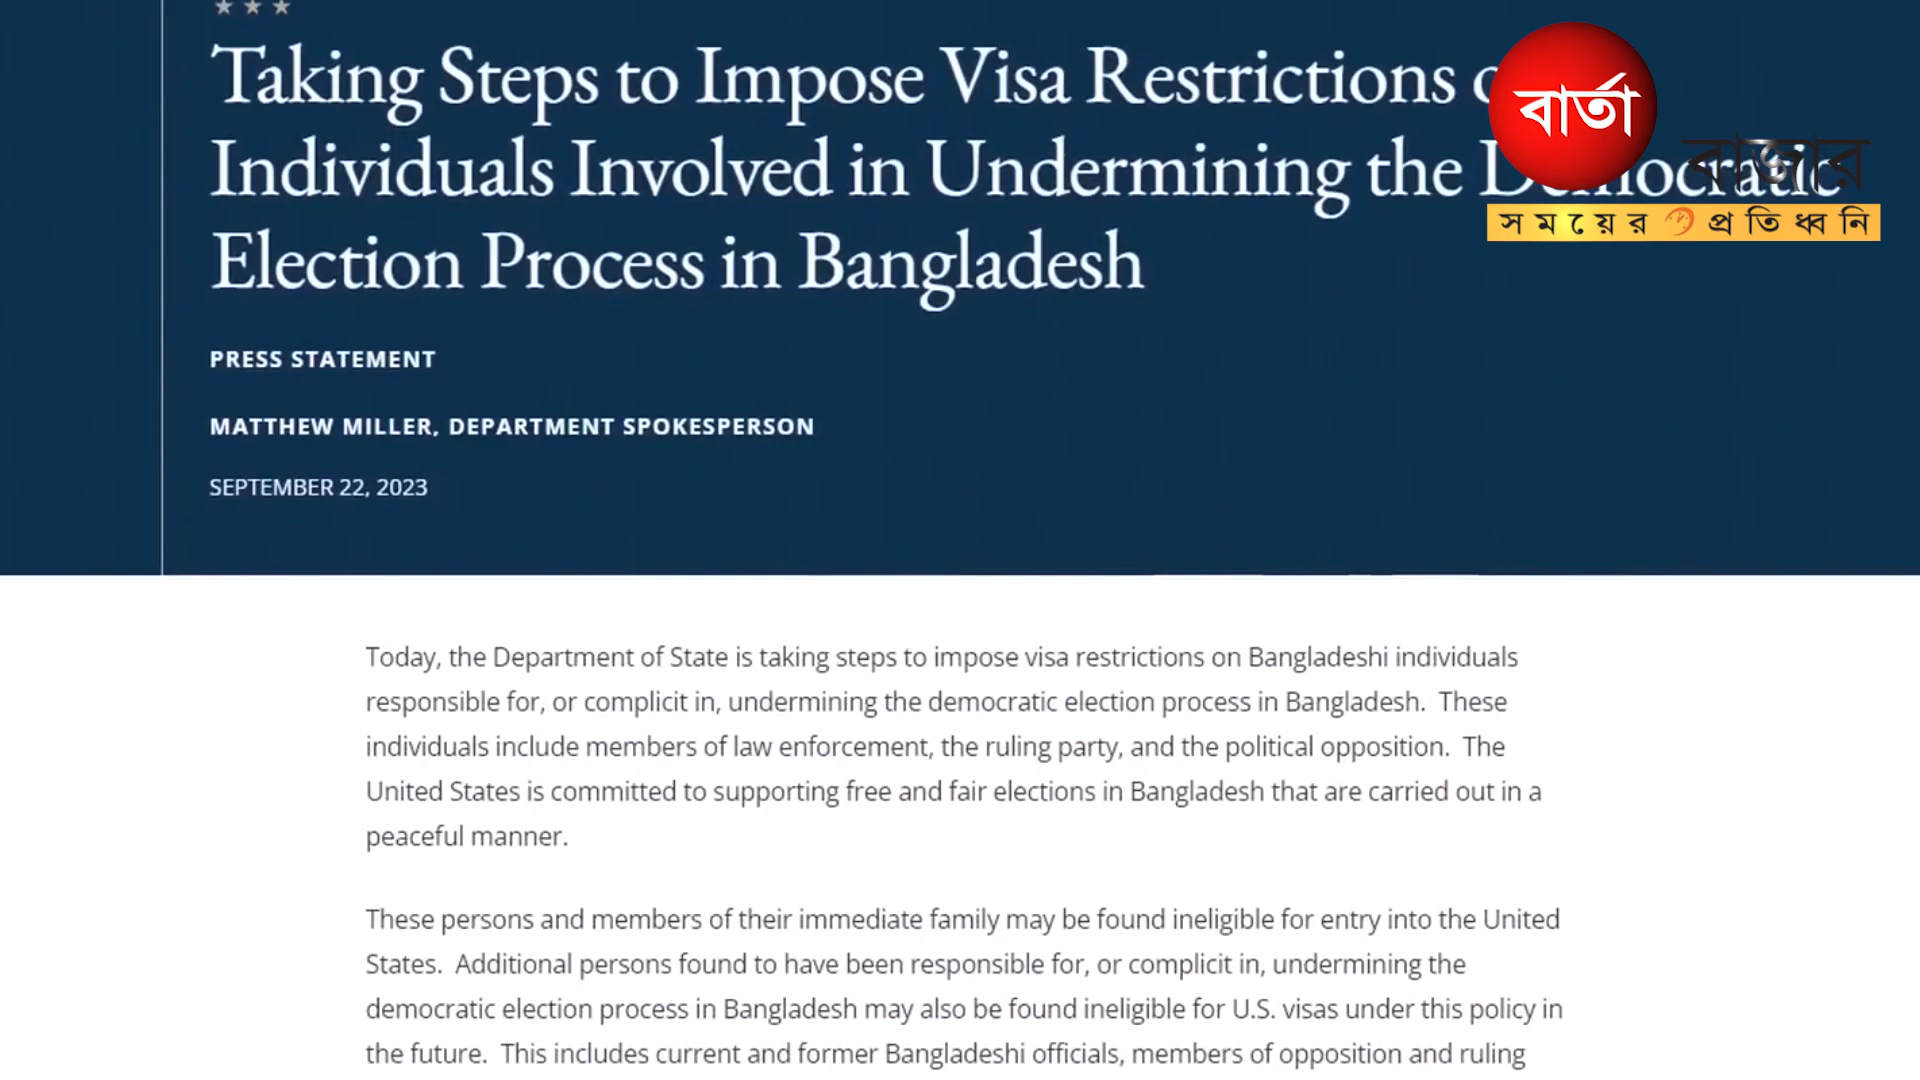 Taking Steps to Impose Visa Restrictions
Individuals Involved in Undermining the Democratic
Election Process in Bangladesh
PRESS STATEMENT
MATTHEW MILLER, DEPARTMENT SPOKESPERSON
SEPTEMBER 22, 2023
বার্তা
বাজার
সময়ের প্রতিধ্বনি
Today, the Department of State is taking steps to impose visa restrictions on Bangladeshi individuals
responsible for, or complicit in, undermining the democratic election process in Bangladesh. These
individuals include members of law enforcement, the ruling party, and the political opposition. The
United States is committed to supporting free and fair elections in Bangladesh that are carried out in a
peaceful manner.
These persons and members of their immediate family may be found ineligible for entry into the United
States. Additional persons found to have been responsible for, or complicit in, undermining the
democratic election process in Bangladesh may also be found ineligible for U.S. visas under this policy in
the future. This includes current and former Bangladeshi officials, members of opposition and ruling